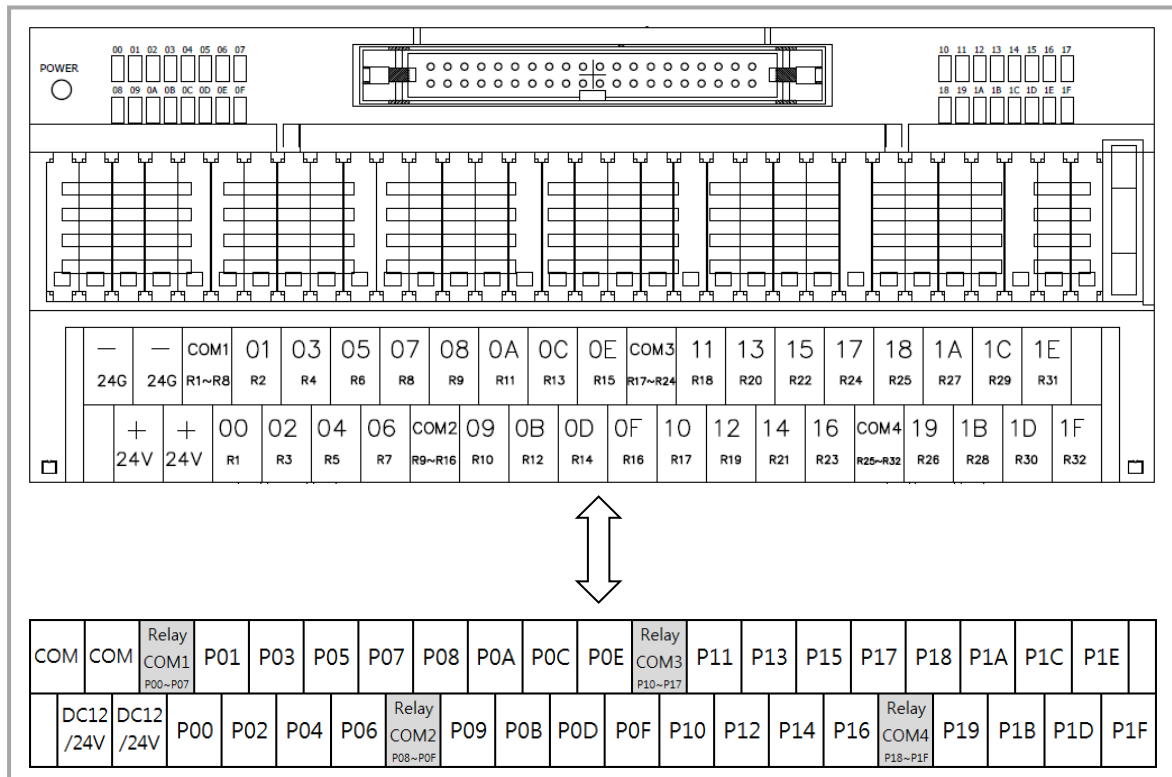 00 01 02 03 04 05 06 07
10 11 12 13 14 15 16 17
POWER
08 09 0A 0B 0C 0D 0E 0F
18 19 1A 1B 1C 1D 1E 1F
— — COM1 01 03 05 07 08 0A 0C 0E COM3 11 13 15 17 18 1A 1C 1E
24G 24G R1~R8 R2 R4 R6 R8 R9 R11 R13 R15 R17~R24 R18 R20 R22 R24 R25 R27 R29 R31
+ + 00 02 04 06 COM2 09 0B 0D 0F 10 12 14 16 COM4 19 1B 1D 1F
24V 24V R1 R3 R5 R7 R9~R16 R10 R12 R14 R16 R17 R19 R21 R23 R25~R32 R26 R28 R30 R32
Relay Relay
COM COM COM1 P01 P03 P05 P07 P08 P0A P0C P0E COM3 P11 P13 P15 P17 P18 P1A P1C P1E
P00~P07 P10~P17
DC12 DC12 Relay Relay
/24V /24V P00 P02 P04 P06 COM2 P09 P0B P0D P0F P10 P12 P14 P16 COM4 P19 P1B P1D P1F
P08~P0F P18~P1F